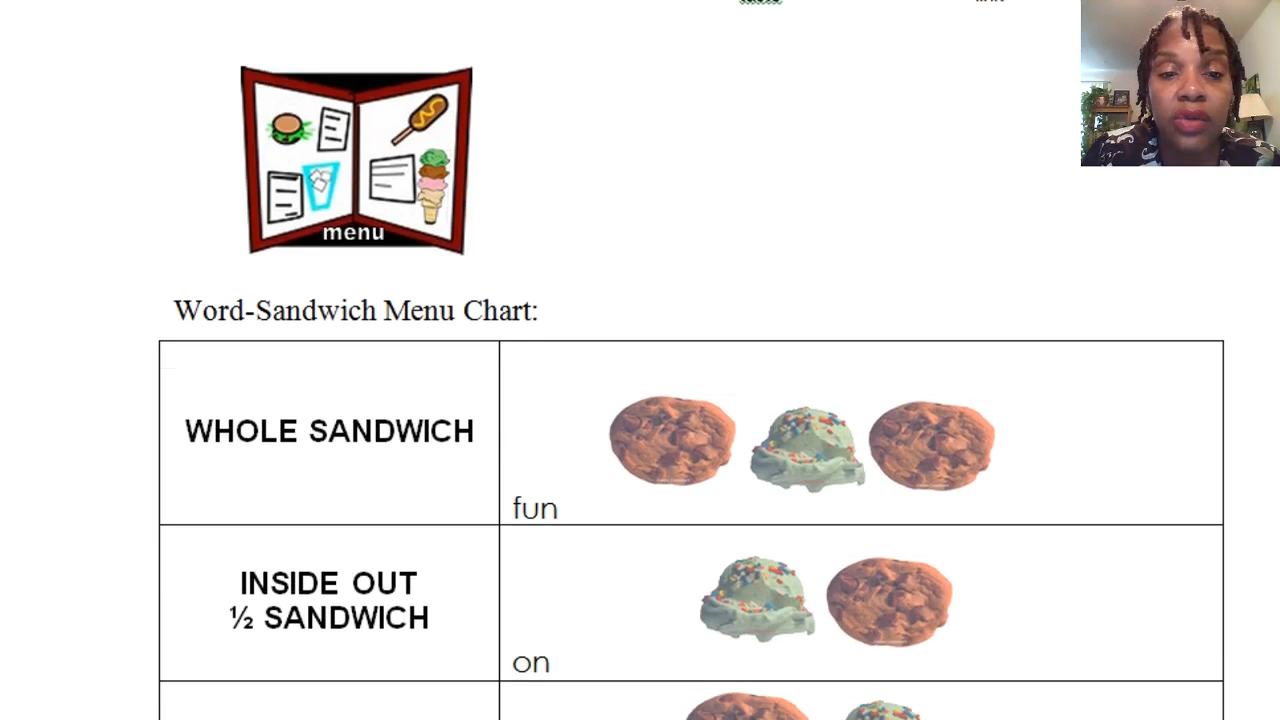 menu
Word-Sandwich Menu Chart:
WHOLE SANDWICH
fun
INSIDE OUT
½ SANDWICH
on